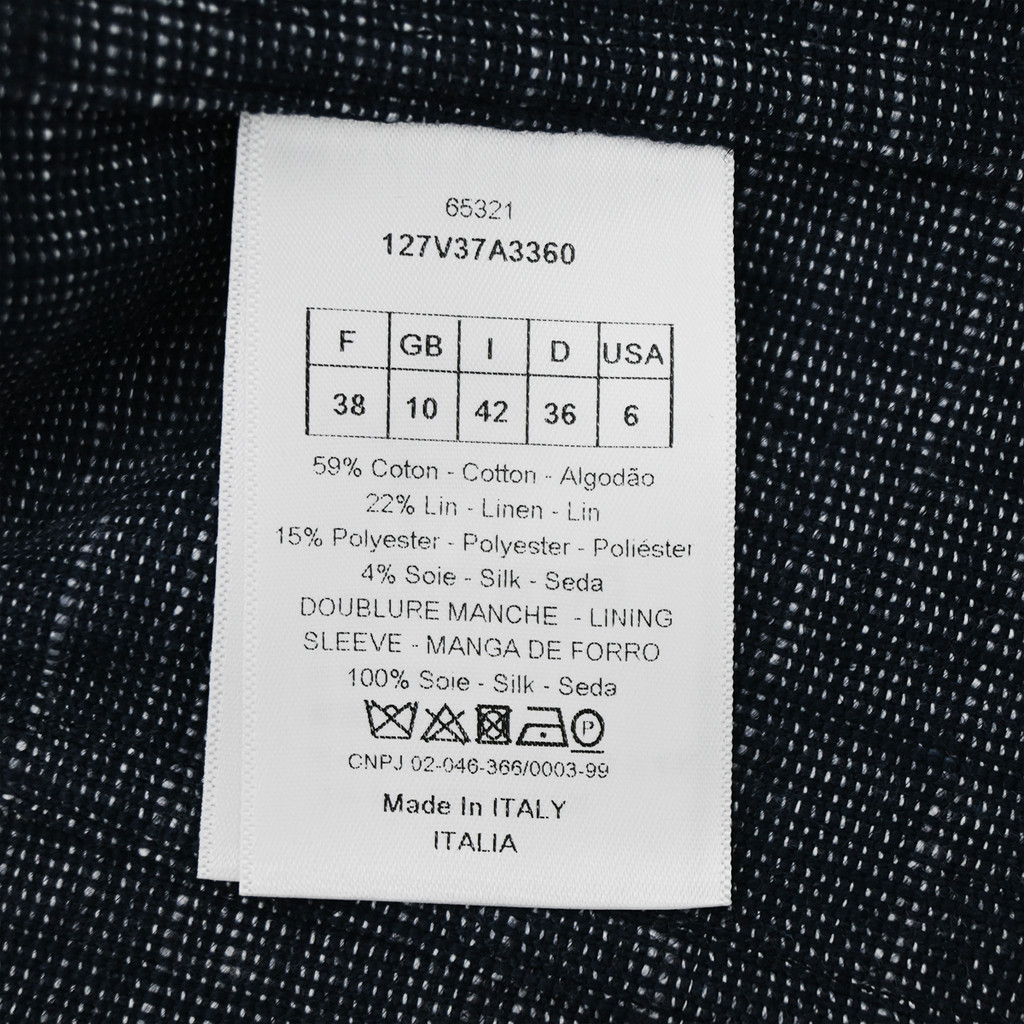 65321
127V37A3360
F GB I D USA
38 10 42 36 6
59% Coton - Cotton - Algodão
22% Lin - Linen - Lin
15% Polyester - Polyester - Poliéster
4% Soie - Silk - Seda
DOUBLURE MANCHE - LINING
SLEEVE - MANGA DE FORRO
100% Soie - Silk - Seda
P
CNPJ 02-046-366/0003-99
Made In ITALY
ITALIA